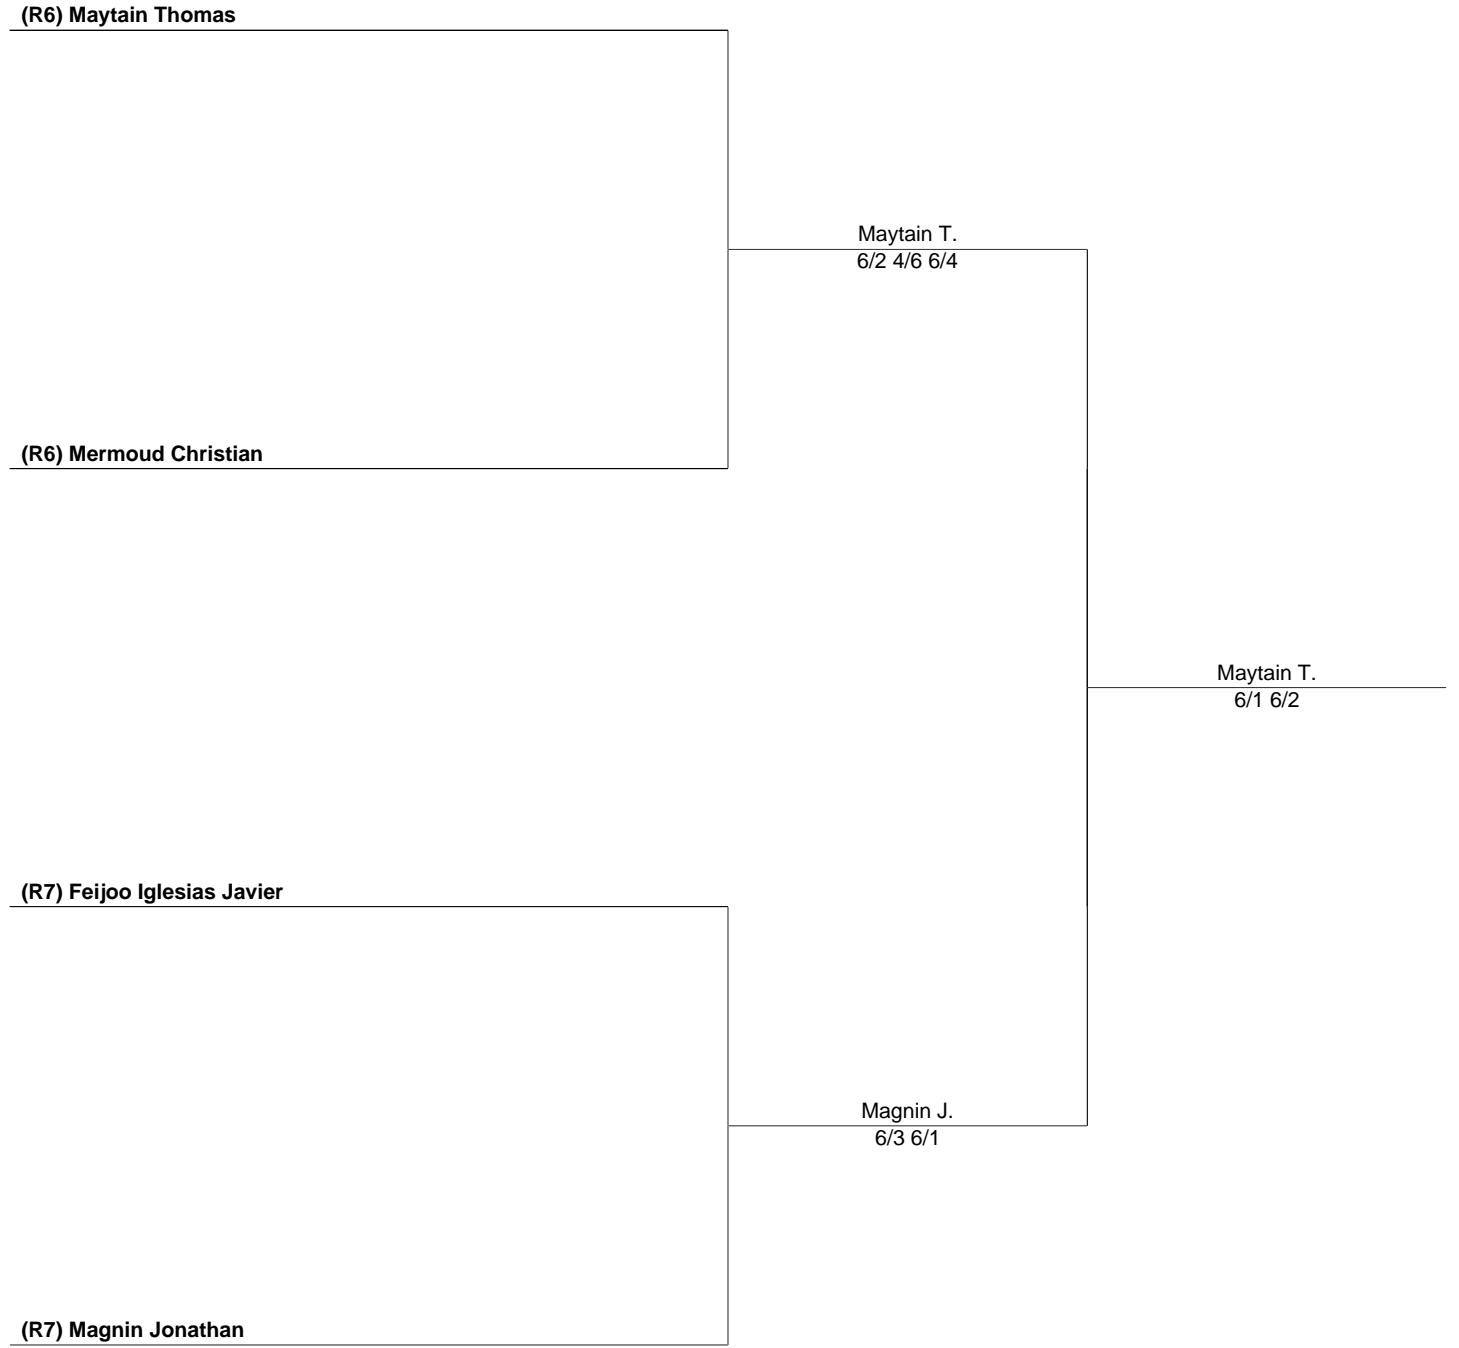 (R6) Maytain Thomas
Maytain T.
6/2 4/6 6/4
(R6) Mermoud Christian
Maytain T.
6/1 6/2
(R7) Feijoo Iglesias Javier
Magnin J.
6/3 6/1
(R7) Magnin Jonathan